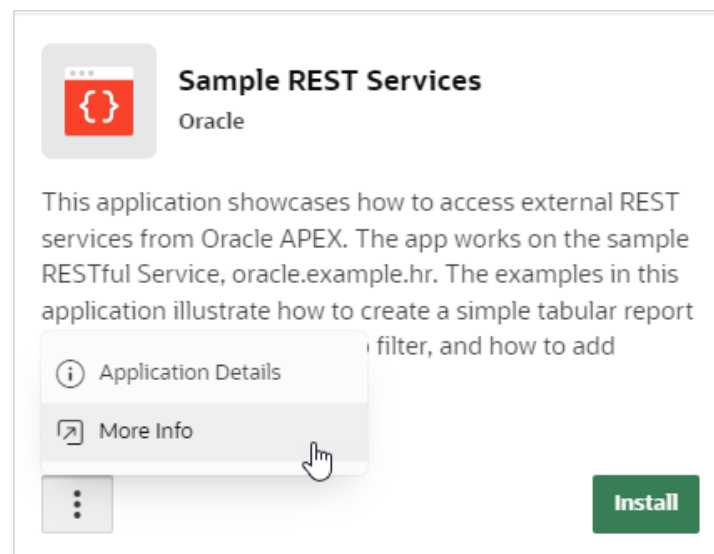 {}
Sample REST Services
Oracle
This application showcases how to access external REST
services from Oracle APEX. The app works on the sample
RESTful Service, oracle.example.hr. The examples in this
application illustrate how to create a simple tabular report
filter, and how to add
Application Details
More Info
Install